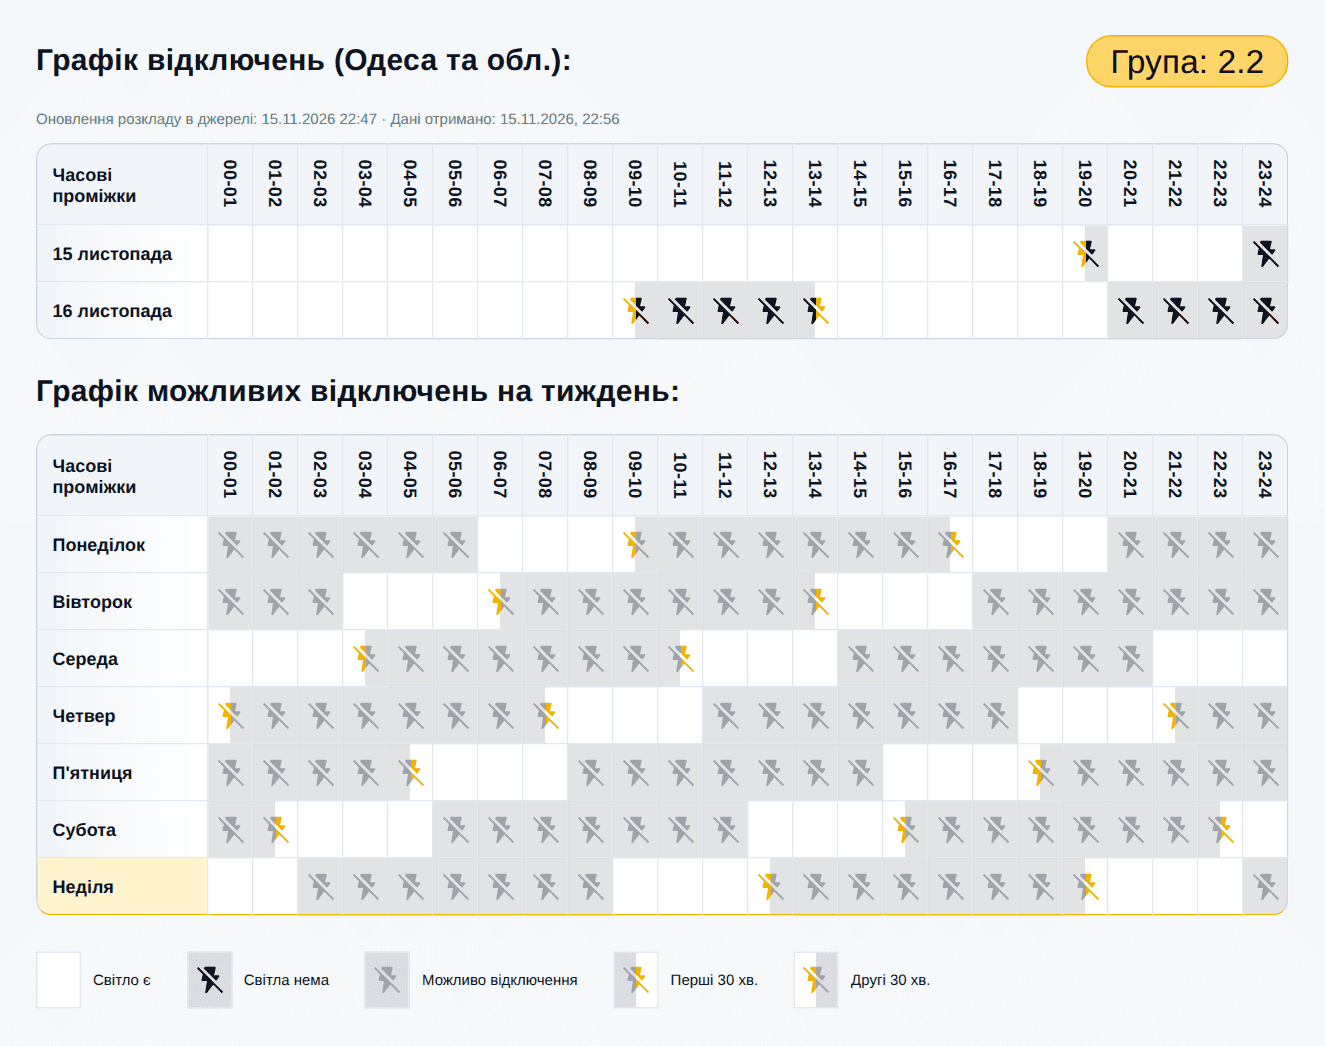 Графік відключень (Одеса та обл.):
Група: 2.2
Оновлення розкладу в джерелі: 15.11.2026 22:47 · Дані отримано: 15.11.2026, 22:56
Часові проміжки 00-01 01-02 02-03 03-04 04-05 05-06 06-07 07-08 08-09 09-10 10-11 11-12 12-13 13-14 14-15 15-16 16-17 17-18 18-19 19-20 20-21 21-22 22-23 23-24
15 листопада
16 листопада
Графік можливих відключень на тиждень:
Часові проміжки 00-01 01-02 02-03 03-04 04-05 05-06 06-07 07-08 08-09 09-10 10-11 11-12 12-13 13-14 14-15 15-16 16-17 17-18 18-19 19-20 20-21 21-22 22-23 23-24
Понеділок
Вівторок
Середа
Четвер
П'ятниця
Субота
Неділя
Світло є Світла нема Можливо відключення Перші 30 хв. Другі 30 хв.